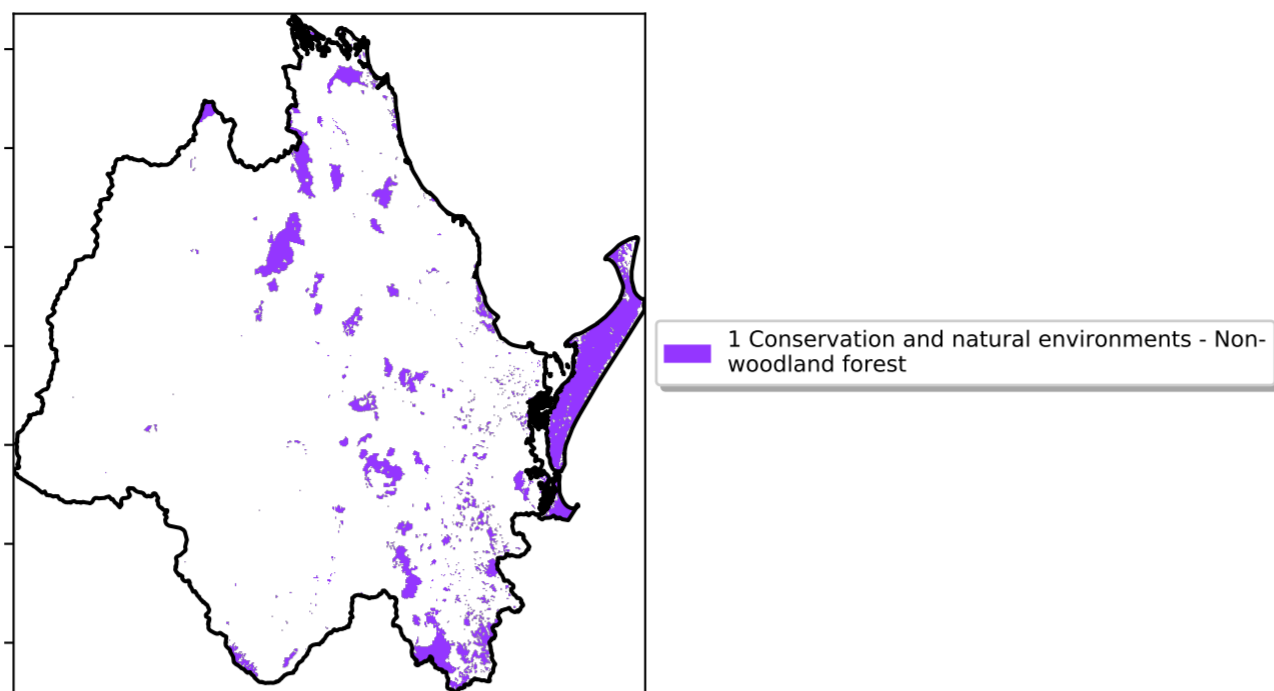 1 Conservation and natural environments - Non-
woodland forest